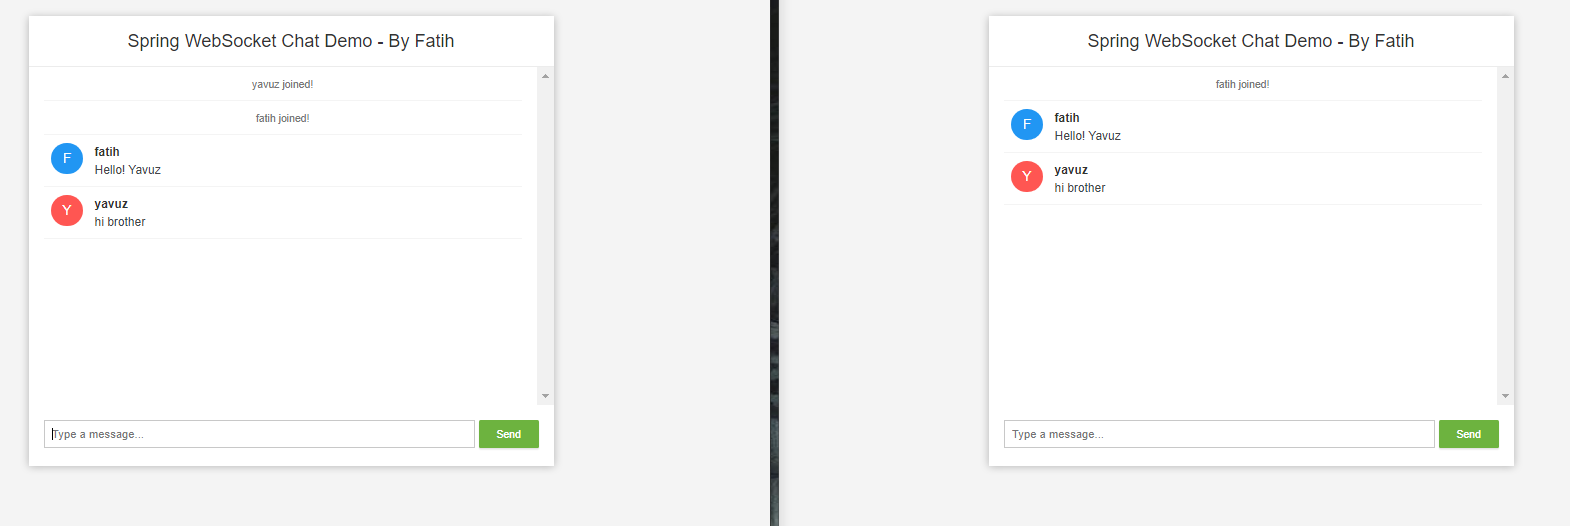 Spring WebSocket Chat Demo - By Fatih
yavuz joined!
fatih joined!
F
fatih
Hello! Yavuz
Y
yavuz
hi brother
Type a message...
Send
Spring WebSocket Chat Demo - By Fatih
fatih joined!
F
fatih
Hello! Yavuz
Y
yavuz
hi brother
Type a message...
Send